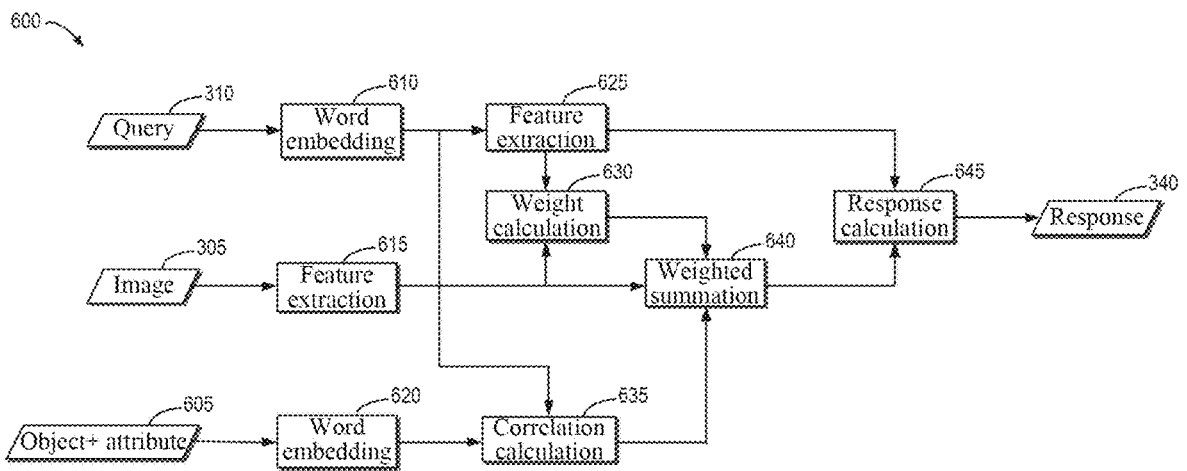 600
310
Query
610
Word
embedding
625
Feature
extraction
630
Weight
calculation
645
Response
calculation
340
Response
305
Image
615
Feature
extraction
640
Weighted
summation
605
Object+ attribute
620
Word
embedding
635
Correlation
calculation